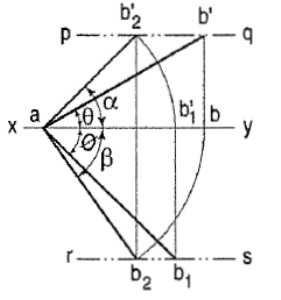 p b'₂ b' q
α
x a θ b'₁ b y
Ø β
r s
b₂ b₁